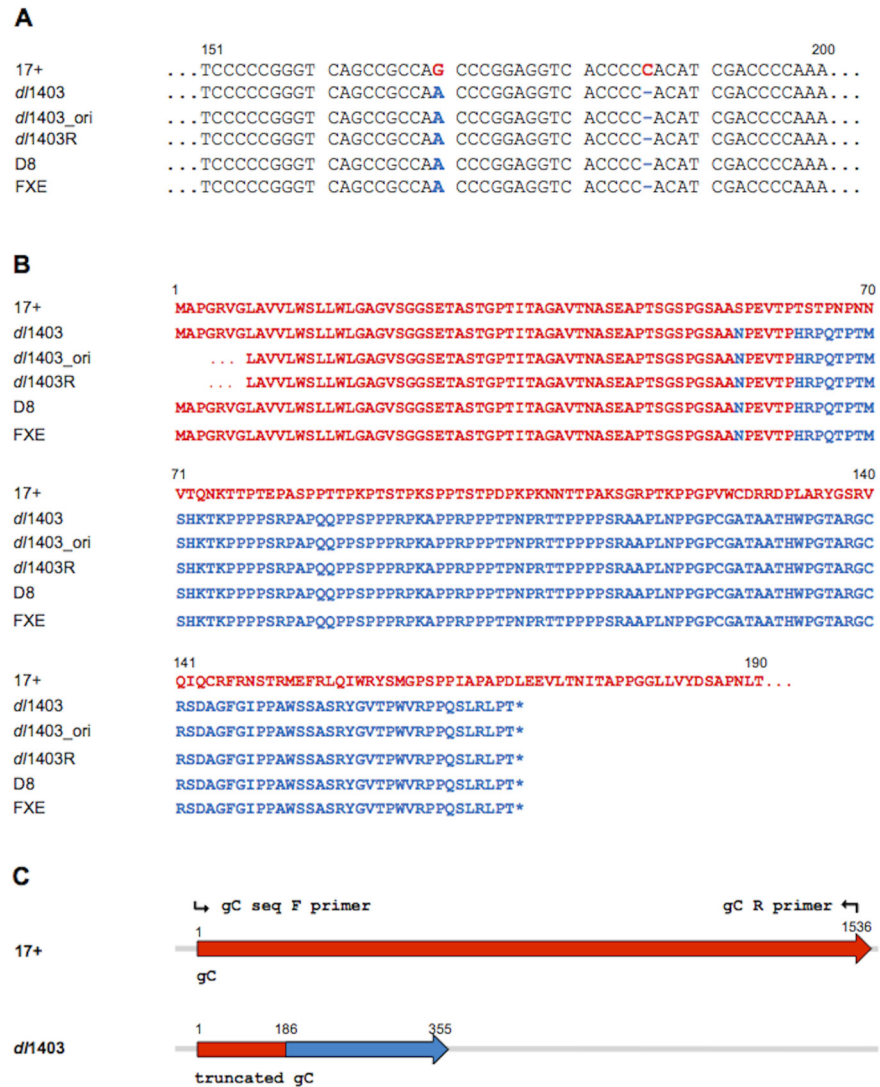 A
151 200
17+ ...TCCCCCGGGT CAGCCGCCAG CCCGGAGGTC ACCCCCACAT CGACCCCAAA...
dl1403 ...TCCCCCGGGT CAGCCGCCAA CCCGGAGGTC ACCCC-ACAT CGACCCCAAA...
dl1403_ori ...TCCCCCGGGT CAGCCGCCAA CCCGGAGGTC ACCCC-ACAT CGACCCCAAA...
dl1403R ...TCCCCCGGGT CAGCCGCCAA CCCGGAGGTC ACCCC-ACAT CGACCCCAAA...
D8 ...TCCCCCGGGT CAGCCGCCAA CCCGGAGGTC ACCCC-ACAT CGACCCCAAA...
FXE ...TCCCCCGGGT CAGCCGCCAA CCCGGAGGTC ACCCC-ACAT CGACCCCAAA...
B
1 70
17+ MAPGRVGLAVVLWSLLWLGAGVSGGSETASTGPTITAGAVTNASEAPTSGSPGSAASPEVTPTSTPNPNN
dl1403 MAPGRVGLAVVLWSLLWLGAGVSGGSETASTGPTITAGAVTNASEAPTSGSPGSAANPEVTPHRPQTPTM
dl1403_ori ... LAVVLWSLLWLGAGVSGGSETASTGPTITAGAVTNASEAPTSGSPGSAANPEVTPHRPQTPTM
dl1403R ... LAVVLWSLLWLGAGVSGGSETASTGPTITAGAVTNASEAPTSGSPGSAANPEVTPHRPQTPTM
D8 MAPGRVGLAVVLWSLLWLGAGVSGGSETASTGPTITAGAVTNASEAPTSGSPGSAANPEVTPHRPQTPTM
FXE MAPGRVGLAVVLWSLLWLGAGVSGGSETASTGPTITAGAVTNASEAPTSGSPGSAANPEVTPHRPQTPTM
71 140
17+ VTQNKTTPTEPASPPTTPKPTSTPKSPPTSTPDPKPKNNTTPAKSGRPTKPPGPVWCDRRDPLARYGSRV
dl1403 SHKTKPPPPSRPAPQQPPSPPPRPKAPPRPPPTPNPRTTPPPPSRAAPLNPPGPCGATAATHWPGTARGC
dl1403_ori SHKTKPPPPSRPAPQQPPSPPPRPKAPPRPPPTPNPRTTPPPPSRAAPLNPPGPCGATAATHWPGTARGC
dl1403R SHKTKPPPPSRPAPQQPPSPPPRPKAPPRPPPTPNPRTTPPPPSRAAPLNPPGPCGATAATHWPGTARGC
D8 SHKTKPPPPSRPAPQQPPSPPPRPKAPPRPPPTPNPRTTPPPPSRAAPLNPPGPCGATAATHWPGTARGC
FXE SHKTKPPPPSRPAPQQPPSPPPRPKAPPRPPPTPNPRTTPPPPSRAAPLNPPGPCGATAATHWPGTARGC
141 190
17+ QIQCRFRNSTRMEFRLQIWRYSMGPSPPIAPAPDLEEVLTNITAPPGGLLVYDSAPNLT...
dl1403 RSDAGFGIPPAWSSASRYGVTPWVRPPQSLRLPT*
dl1403_ori RSDAGFGIPPAWSSASRYGVTPWVRPPQSLRLPT*
dl1403R RSDAGFGIPPAWSSASRYGVTPWVRPPQSLRLPT*
D8 RSDAGFGIPPAWSSASRYGVTPWVRPPQSLRLPT*
FXE RSDAGFGIPPAWSSASRYGVTPWVRPPQSLRLPT*
C
gC seq F primer gC R primer
1 1536
17+
gC
1 186 355
dl1403
truncated gC